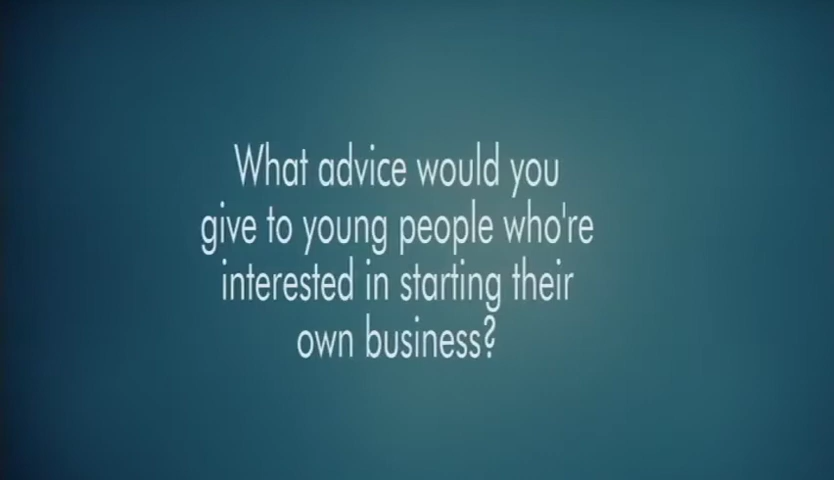 What advice would you
give to young people who're
interested in starting their
own business?